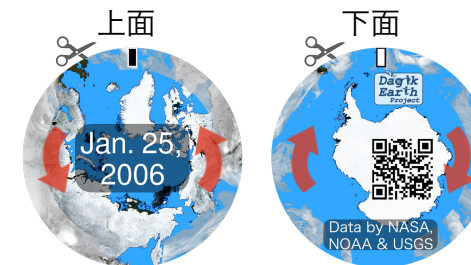 上面
下面
Jan. 25,
2006
Dagik
Earth
Project
Data by NASA,
NOAA & USGS